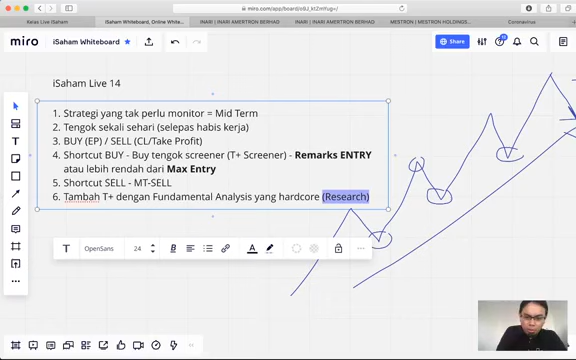 miro.com/app/board/
Kelas Live iSaham
iSaham Whiteboard, Online White...
INARI | INARI AMERTRON BERHAD
INARI | INARI AMERTRON BERHAD
MESTRON | MESTRON HOLDINGS...
Coronavirus
miro
iSaham Whiteboard
Share
iSaham Live 14
1. Strategi yang tak perlu monitor = Mid Term
2. Tengok sekali sehari (selepas habis kerja)
3. BUY (EP) / SELL (CL/Take Profit)
4. Shortcut BUY - Buy tengok screener (T+ Screener) - Remarks ENTRY
atau lebih rendah dari Max Entry
5. Shortcut SELL - MT-SELL
6. Tambah T+ dengan Fundamental Analysis yang hardcore (Research)
OpenSans
24